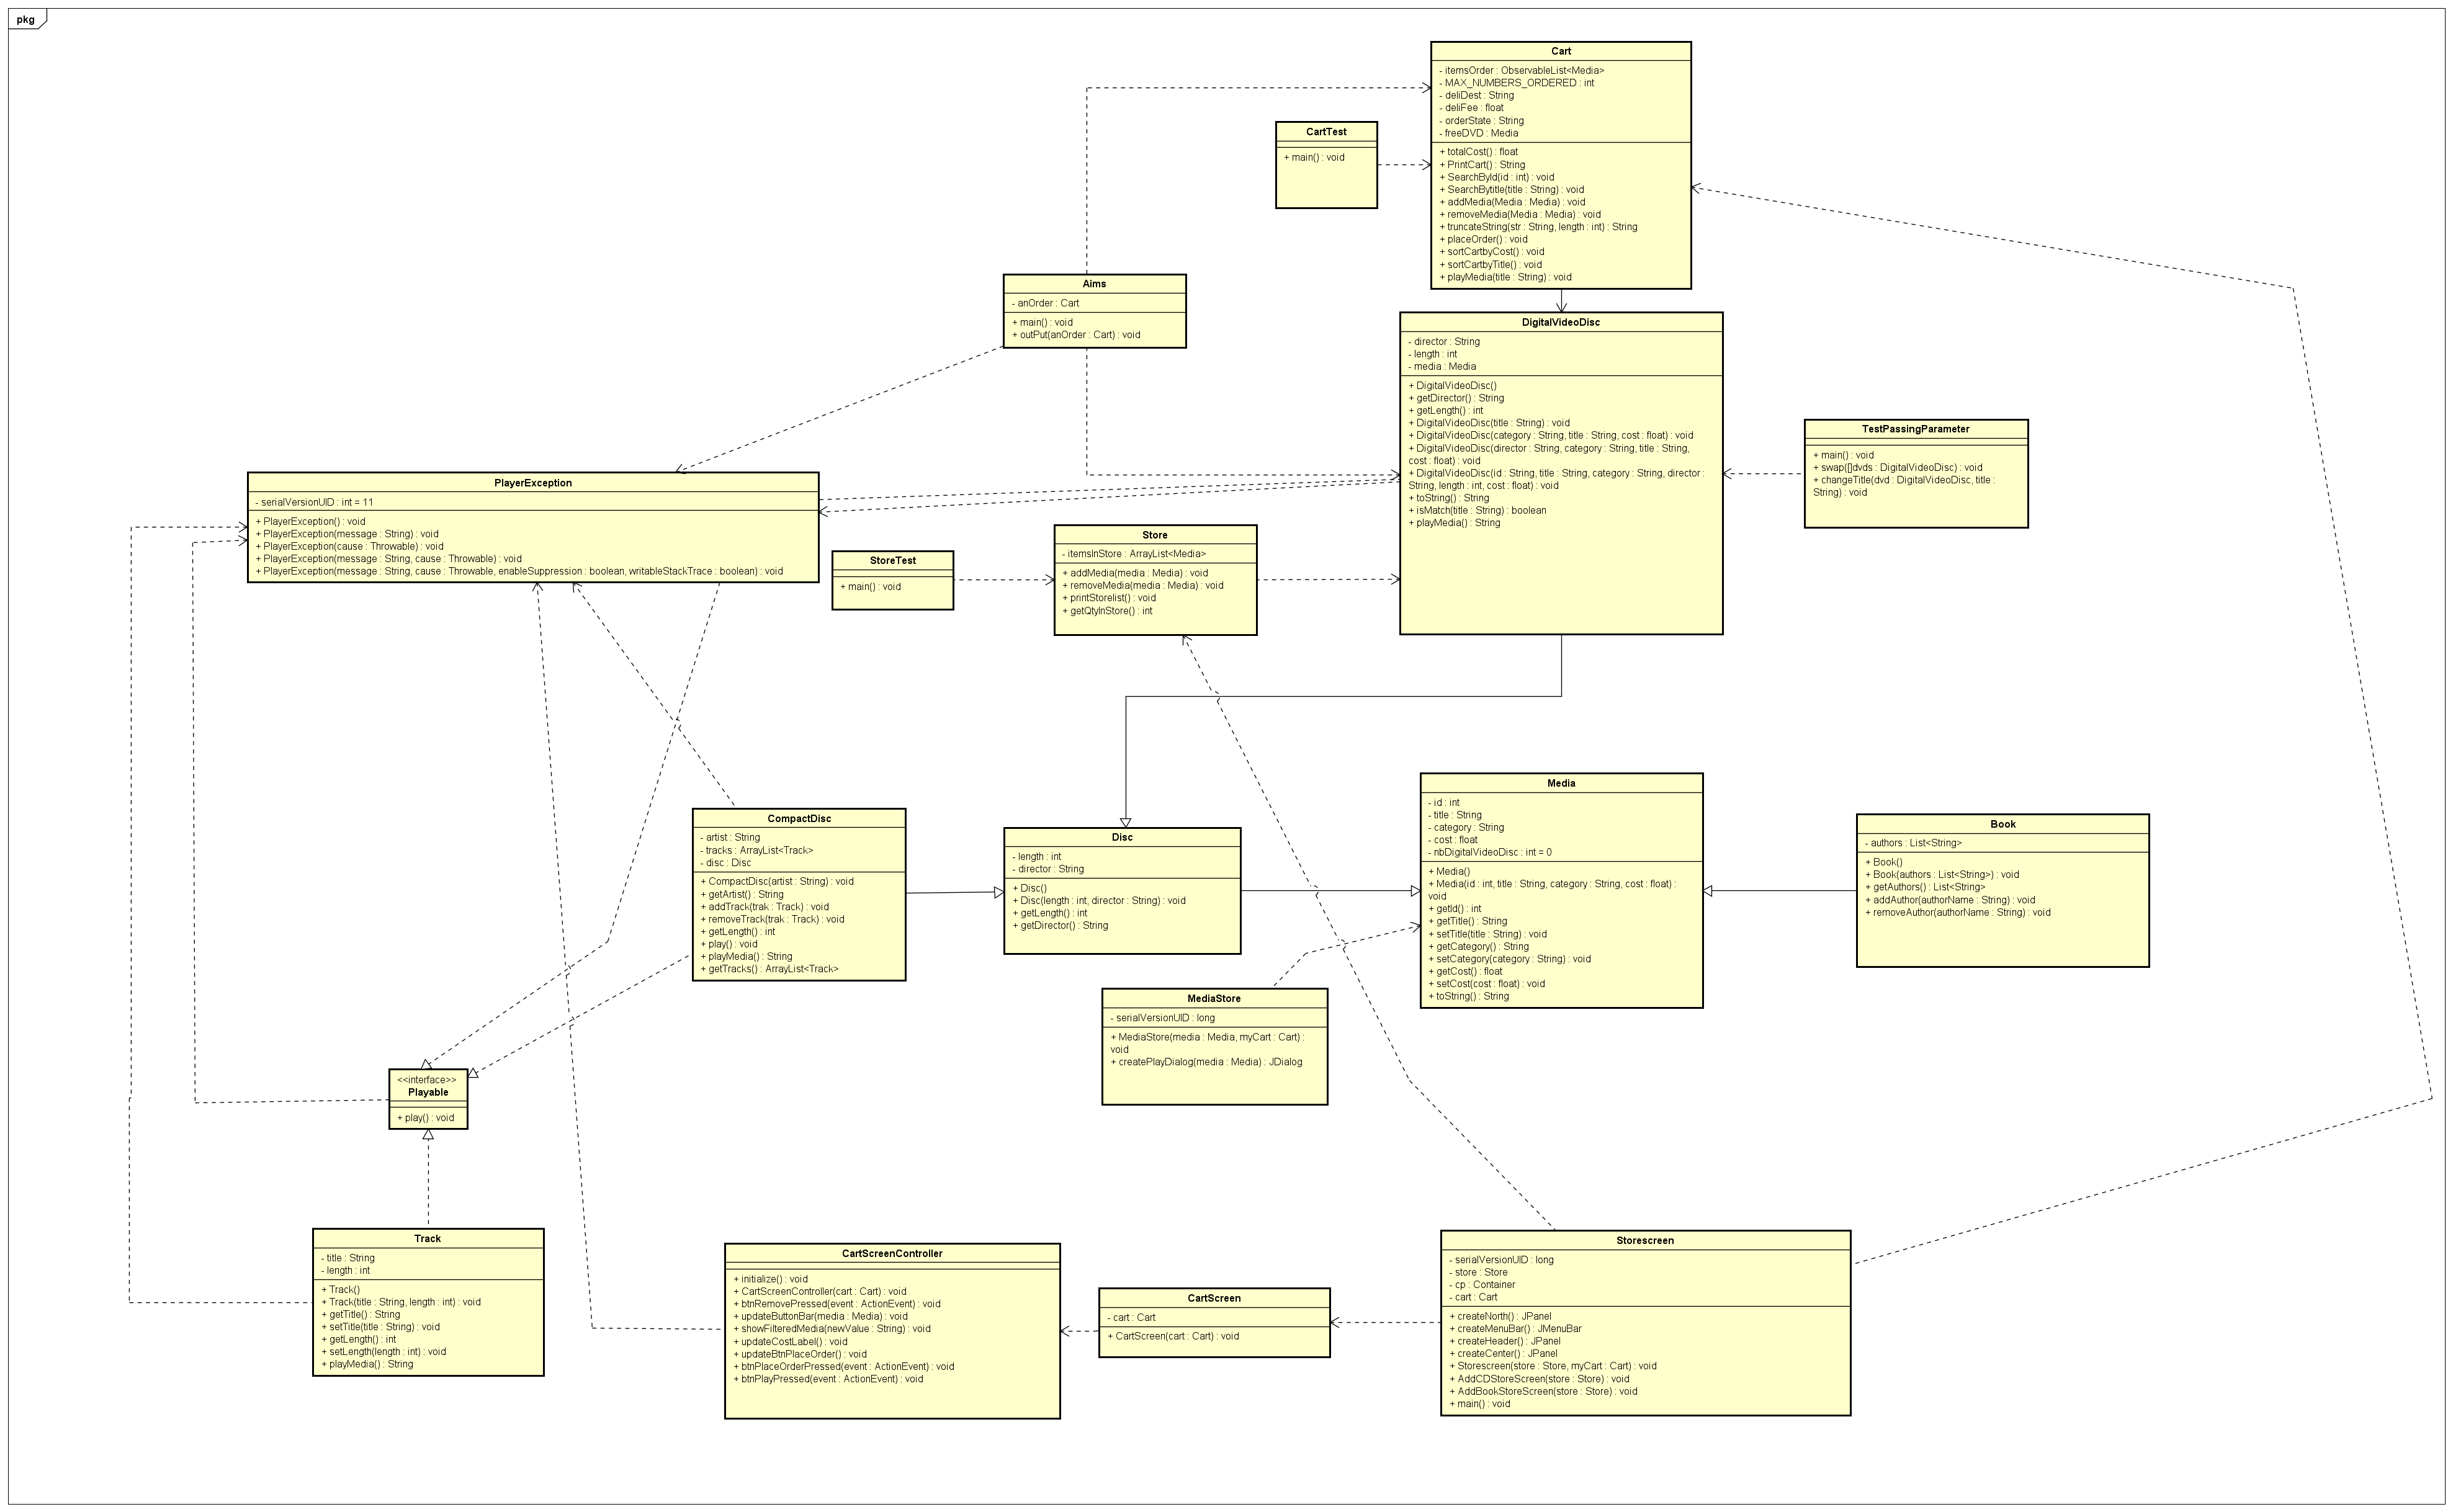 pkg
Cart
- itemsOrder : ObservableList<Media>
- MAX_NUMBERS_ORDERED : int
- deliDest : String
- deliFee : float
- orderState : String
- freeDVD : Media
+ totalCost() : float
+ PrintCart() : String
+ SearchById(id : int) : void
+ SearchBytitle(title : String) : void
+ addMedia(Media : Media) : void
+ removeMedia(Media : Media) : void
+ truncateString(str : String, length : int) : String
+ placeOrder() : void
+ sortCartbyCost() : void
+ sortCartbyTitle() : void
+ playMedia(title : String) : void
CartTest
+ main() : void
Aims
- anOrder : Cart
+ main() : void
+ outPut(anOrder : Cart) : void
DigitalVideoDisc
- director : String
- length : int
- media : Media
+ DigitalVideoDisc()
+ getDirector() : String
+ getLength() : int
+ DigitalVideoDisc(title : String) : void
+ DigitalVideoDisc(category : String, title : String, cost : float) : void
+ DigitalVideoDisc(director : String, category : String, title : String,
cost : float) : void
+ DigitalVideoDisc(id : String, title : String, category : String, director :
String, length : int, cost : float) : void
+ toString() : String
+ isMatch(title : String) : boolean
+ playMedia() : String
TestPassingParameter
+ main() : void
+ swap([]dvds : DigitalVideoDisc) : void
+ changeTitle(dvd : DigitalVideoDisc, title :
String) : void
PlayerException
- serialVersionUID : int = 11
+ PlayerException() : void
+ PlayerException(message : String) : void
+ PlayerException(cause : Throwable) : void
+ PlayerException(message : String, cause : Throwable) : void
+ PlayerException(message : String, cause : Throwable, enableSuppression : boolean, writableStackTrace : boolean) : void
StoreTest
+ main() : void
Store
- itemsInStore : ArrayList<Media>
+ addMedia(media : Media) : void
+ removeMedia(media : Media) : void
+ printStorelist() : void
+ getQtyInStore() : int
CompactDisc
- artist : String
- tracks : ArrayList<Track>
- disc : Disc
+ CompactDisc(artist : String) : void
+ getArtist() : String
+ addTrack(trak : Track) : void
+ removeTrack(trak : Track) : void
+ getLength() : int
+ play() : void
+ playMedia() : String
+ getTracks() : ArrayList<Track>
Disc
- length : int
- director : String
+ Disc()
+ Disc(length : int, director : String) : void
+ getLength() : int
+ getDirector() : String
Media
- id : int
- title : String
- category : String
- cost : float
- nbDigitalVideoDisc : int = 0
+ Media()
+ Media(id : int, title : String, category : String, cost : float) :
void
+ getId() : int
+ getTitle() : String
+ setTitle(title : String) : void
+ getCategory() : String
+ setCategory(category : String) : void
+ getCost() : float
+ setCost(cost : float) : void
+ toString() : String
Book
- authors : List<String>
+ Book()
+ Book(authors : List<String>) : void
+ getAuthors() : List<String>
+ addAuthor(authorName : String) : void
+ removeAuthor(authorName : String) : void
MediaStore
- serialVersionUID : long
+ MediaStore(media : Media, myCart : Cart) :
void
+ createPlayDialog(media : Media) : JDialog
<<interface>>
Playable
+ play() : void
Track
- title : String
- length : int
+ Track()
+ Track(title : String, length : int) : void
+ getTitle() : String
+ setTitle(title : String) : void
+ getLength() : int
+ setLength(length : int) : void
+ playMedia() : String
CartScreenController
+ initialize() : void
+ CartScreenController(cart : Cart) : void
+ btnRemovePressed(event : ActionEvent) : void
+ updateButtonBar(media : Media) : void
+ showFilteredMedia(newValue : String) : void
+ updateCostLabel() : void
+ updateBtnPlaceOrder() : void
+ btnPlaceOrderPressed(event : ActionEvent) : void
+ btnPlayPressed(event : ActionEvent) : void
CartScreen
- cart : Cart
+ CartScreen(cart : Cart) : void
Storescreen
- serialVersionUID : long
- store : Store
- cp : Container
- cart : Cart
+ createNorth() : JPanel
+ createMenuBar() : JMenuBar
+ createHeader() : JPanel
+ createCenter() : JPanel
+ Storescreen(store : Store, myCart : Cart) : void
+ AddCDStoreScreen(store : Store) : void
+ AddBookStoreScreen(store : Store) : void
+ main() : void